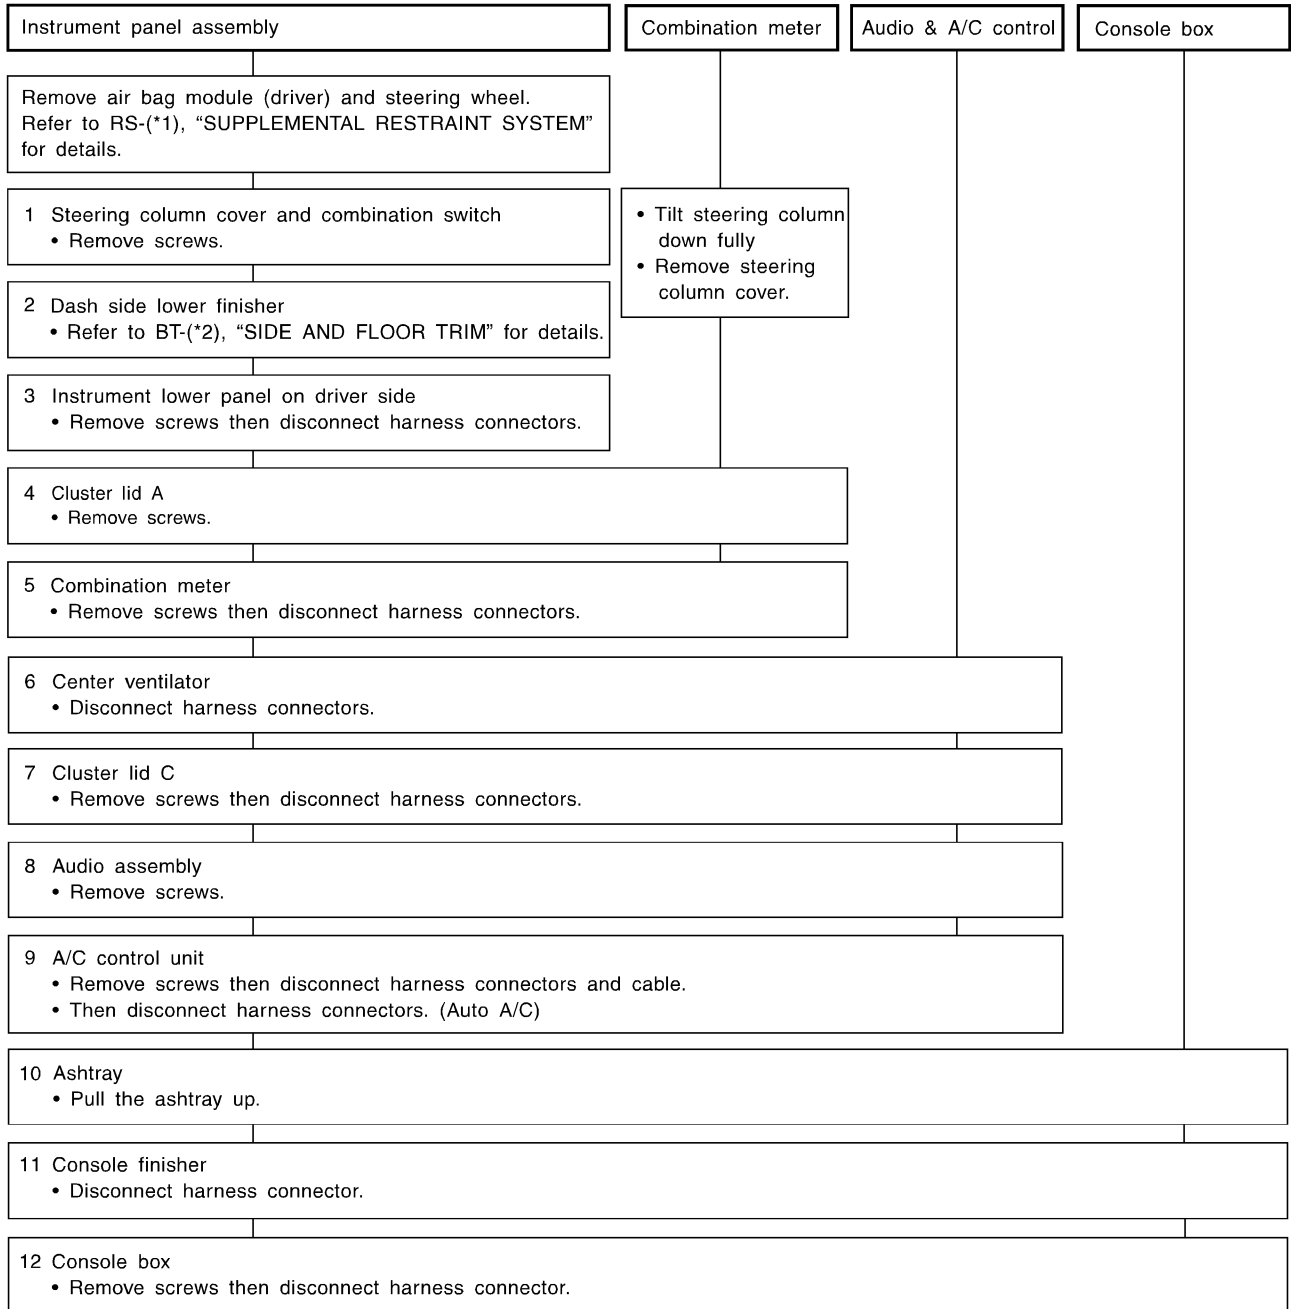 Instrument panel assembly
Combination meter
Audio & A/C control
Console box
Remove air bag module (driver) and steering wheel.
Refer to RS-(*1), “SUPPLEMENTAL RESTRAINT SYSTEM”
for details.
1 Steering column cover and combination switch
• Remove screws.
• Tilt steering column
down fully
• Remove steering
column cover.
2 Dash side lower finisher
• Refer to BT-(*2), “SIDE AND FLOOR TRIM” for details.
3 Instrument lower panel on driver side
• Remove screws then disconnect harness connectors.
4 Cluster lid A
• Remove screws.
5 Combination meter
• Remove screws then disconnect harness connectors.
6 Center ventilator
• Disconnect harness connectors.
7 Cluster lid C
• Remove screws then disconnect harness connectors.
8 Audio assembly
• Remove screws.
9 A/C control unit
• Remove screws then disconnect harness connectors and cable.
• Then disconnect harness connectors. (Auto A/C)
10 Ashtray
• Pull the ashtray up.
11 Console finisher
• Disconnect harness connector.
12 Console box
• Remove screws then disconnect harness connector.